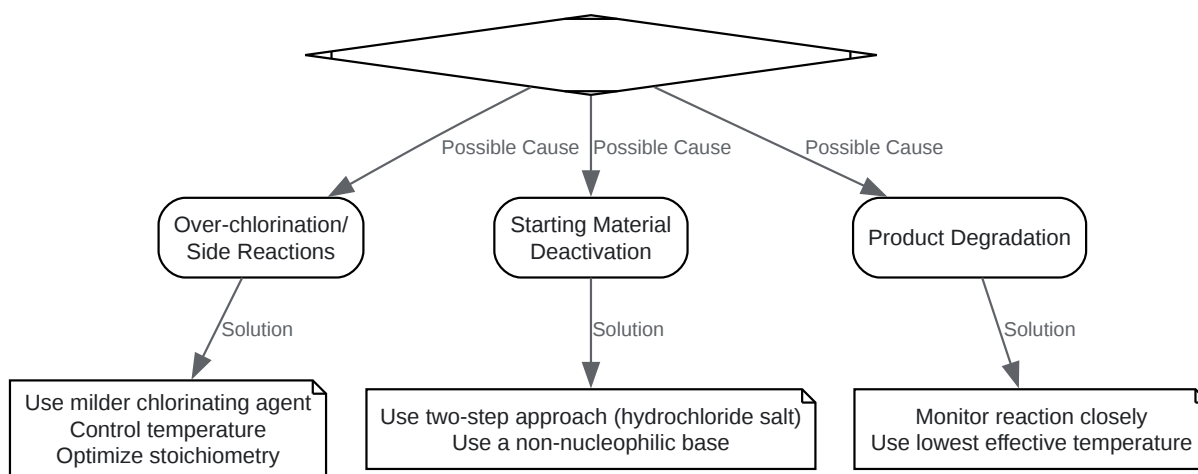 Possible Cause
Possible Cause
Possible Cause
Over-chlorination/
Side Reactions
Starting Material
Deactivation
Product Degradation
Solution
Solution
Solution
Use milder chlorinating agent
Control temperature
Optimize stoichiometry
Use two-step approach (hydrochloride salt)
Use a non-nucleophilic base
Monitor reaction closely
Use lowest effective temperature